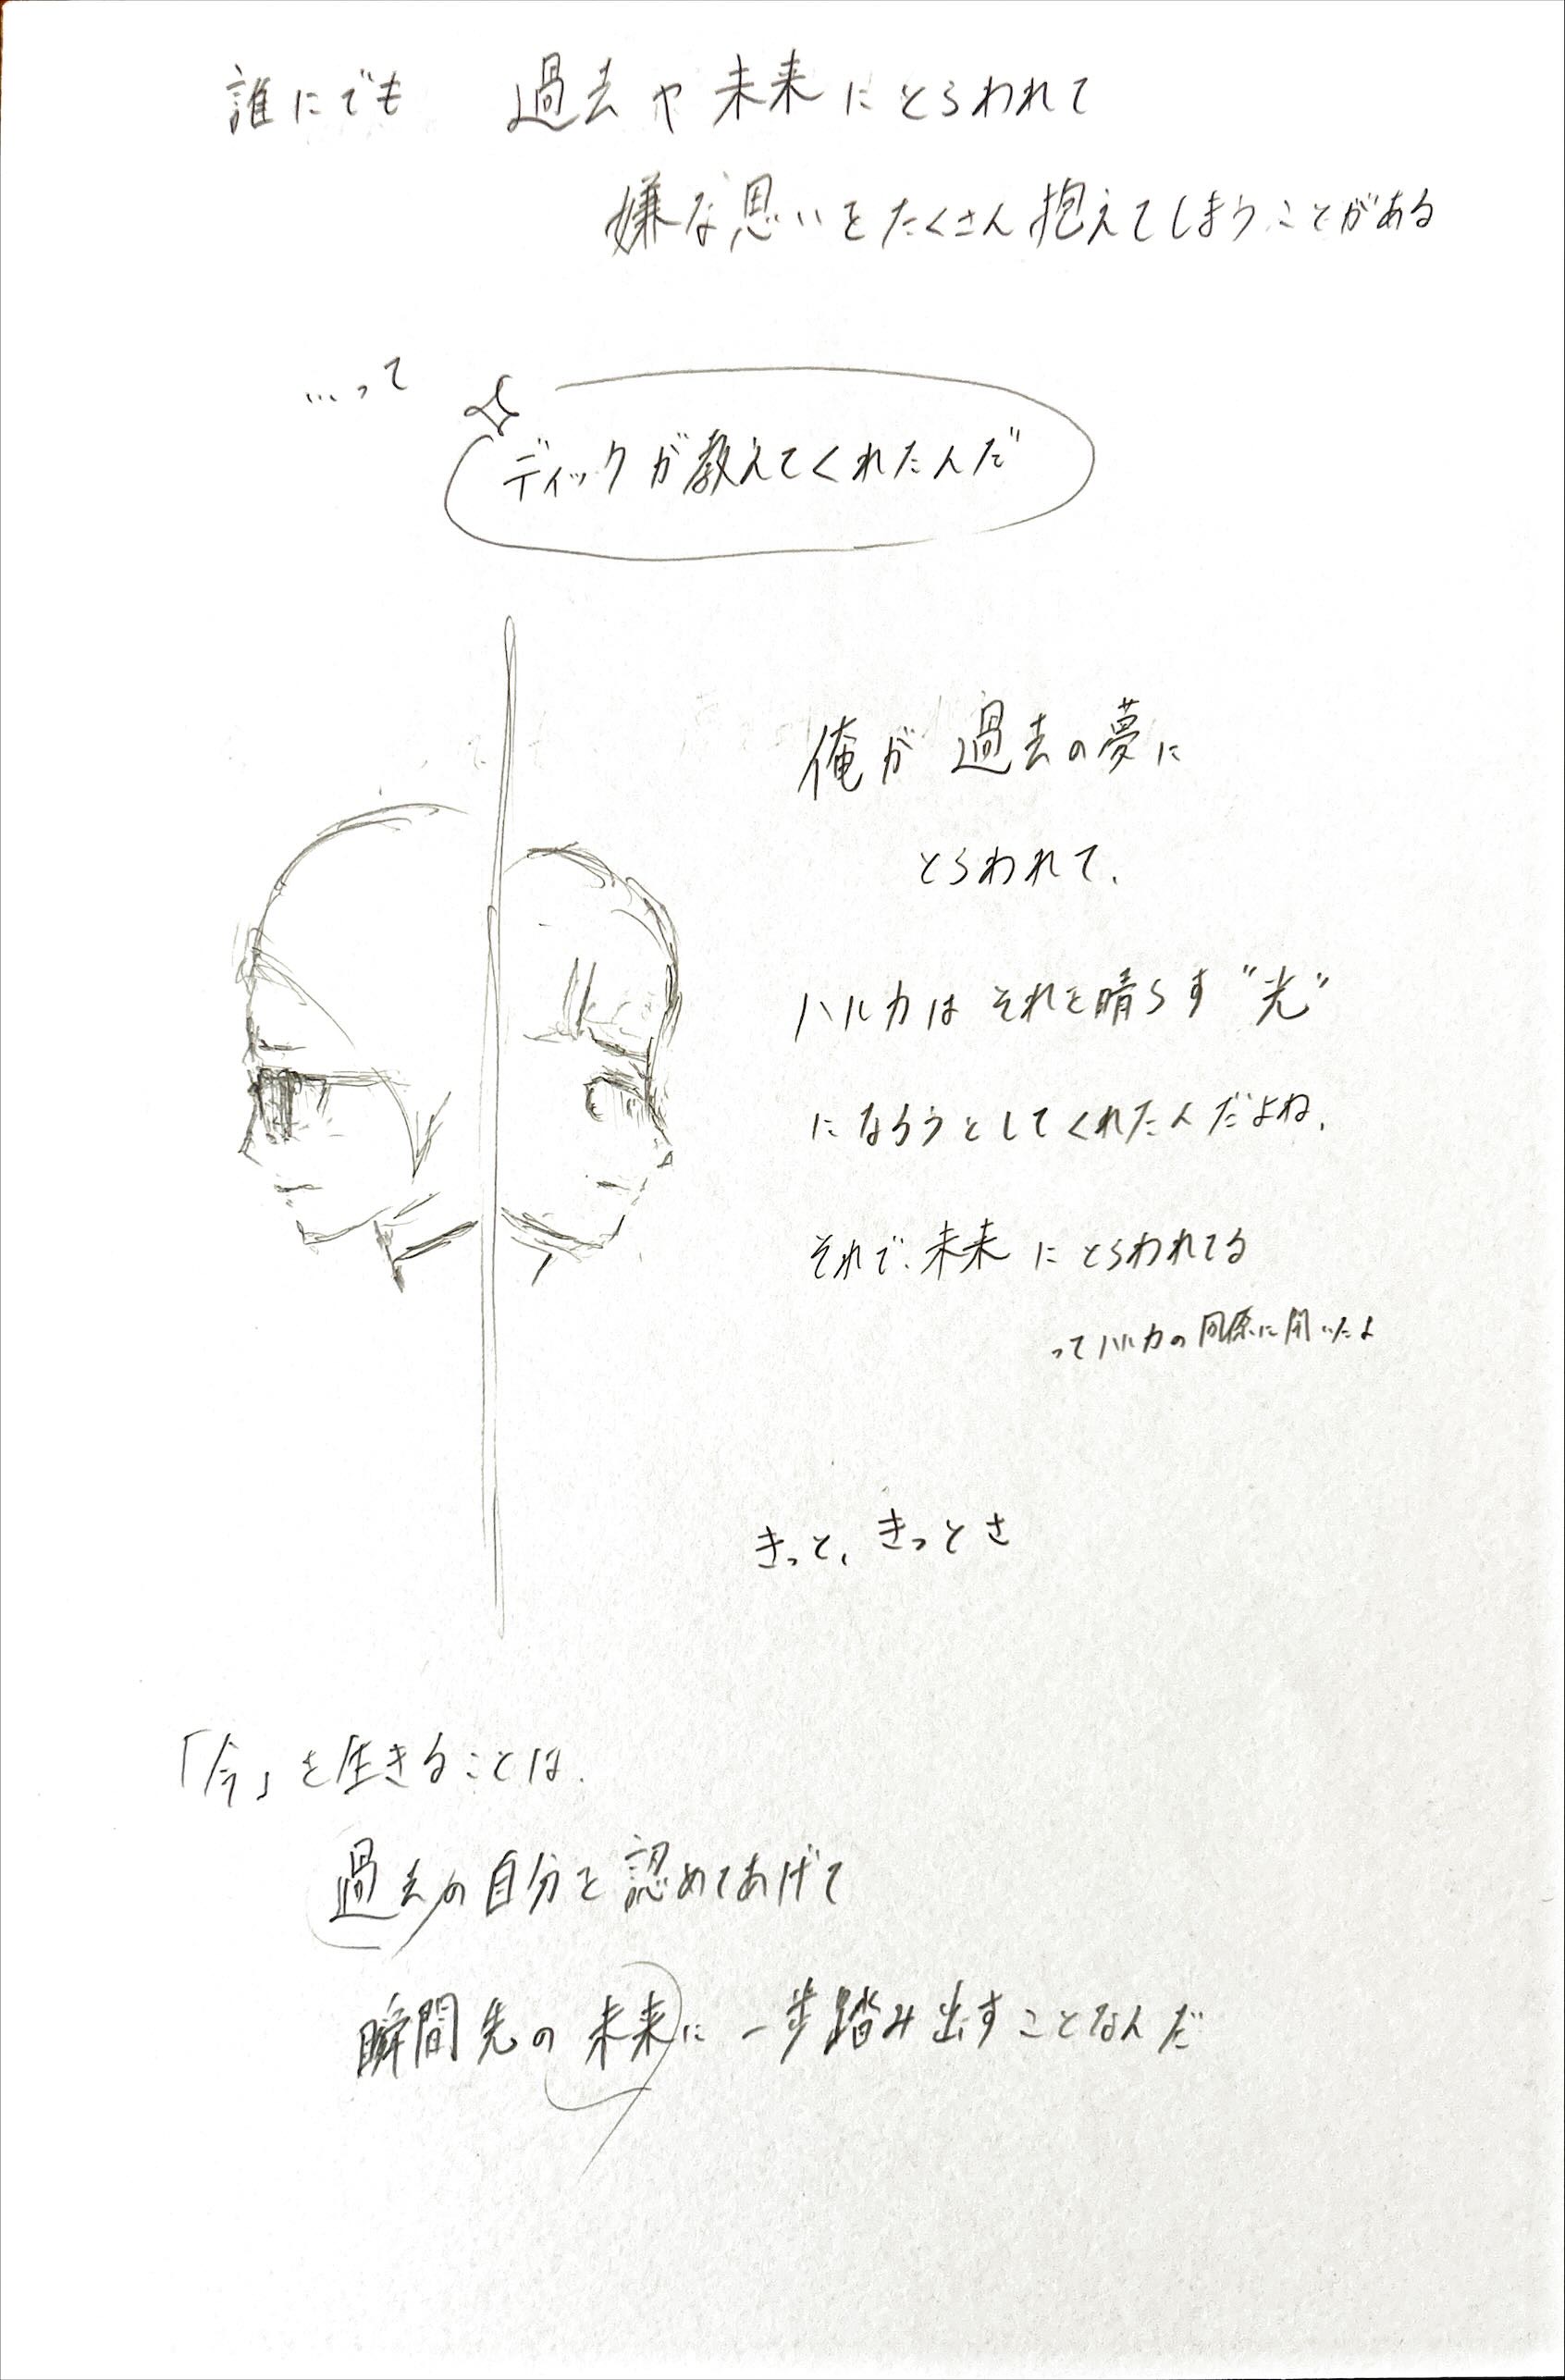 誰にでも 過去や未来にとらわれて
嫌な思いをたくさん抱えてしまうことがある
…って
ディックが教えてくれたんだ
俺が過去の夢に
とらわれて、
ハルカはそれを晴らす"光"
になろうとしてくれたんだよね、
それで、未来にとらわれてる
ってハルカの同僚に聞いたよ
きっと、きっとさ
「今」を生きることは、
過去の自分を認めてあげて
瞬間先の未来に一歩踏み出すことなんだ